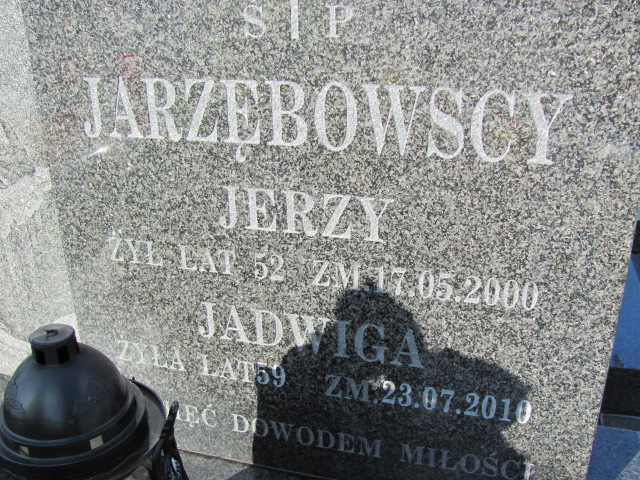 Ś † P
JARZĘBOWSCY
JERZY
ŻYŁ LAT 52 ZM.17.05.2000
JADWIGA
ŻYŁA LAT 59 ZM.23.07.2010
DOWODEM MIŁOŚCI